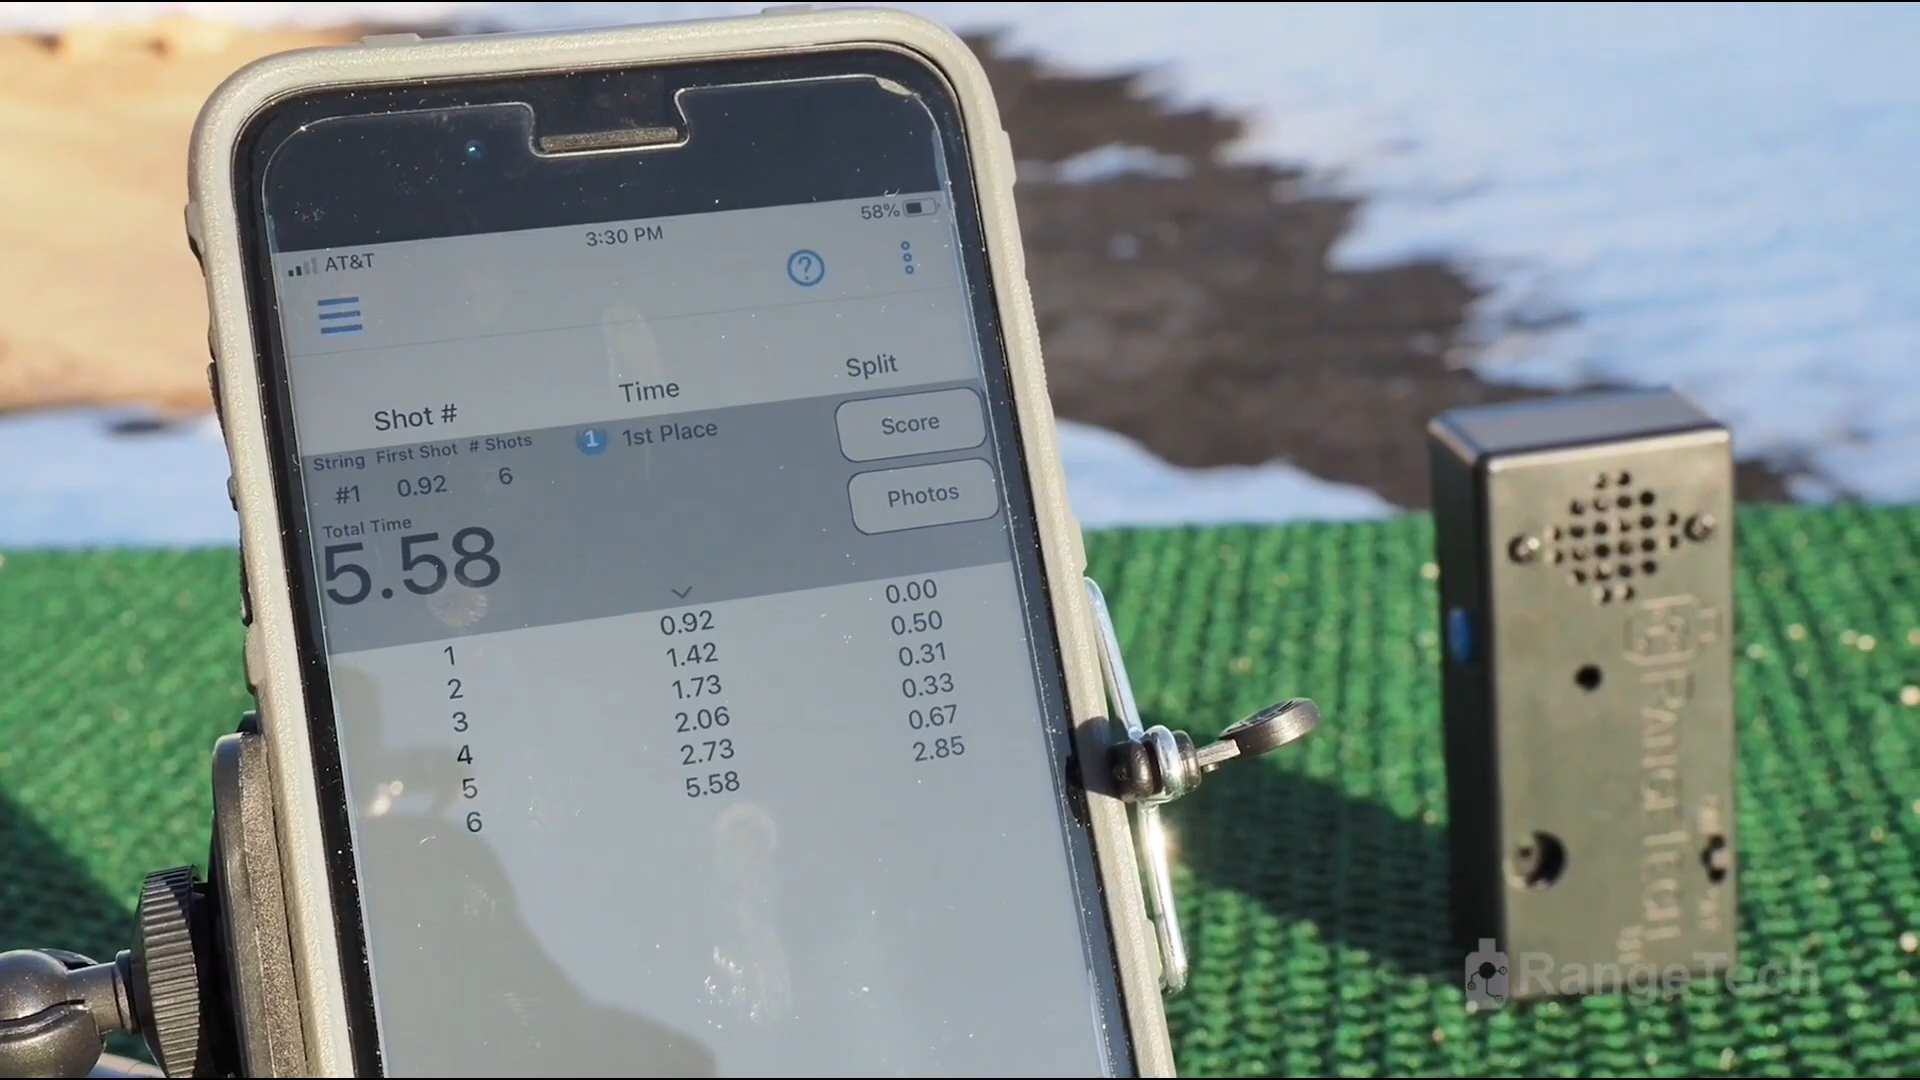 58%
3:30 PM
AT&T
Shot # Time Split
String First Shot # Shots
#1 0.92 6
1 1st Place
Score
Photos
Total Time
5.58
1 0.92 0.00
2 1.42 0.50
3 1.73 0.31
4 2.06 0.33
5 2.73 0.67
6 5.58 2.85
RANGE TECH
RangeTech